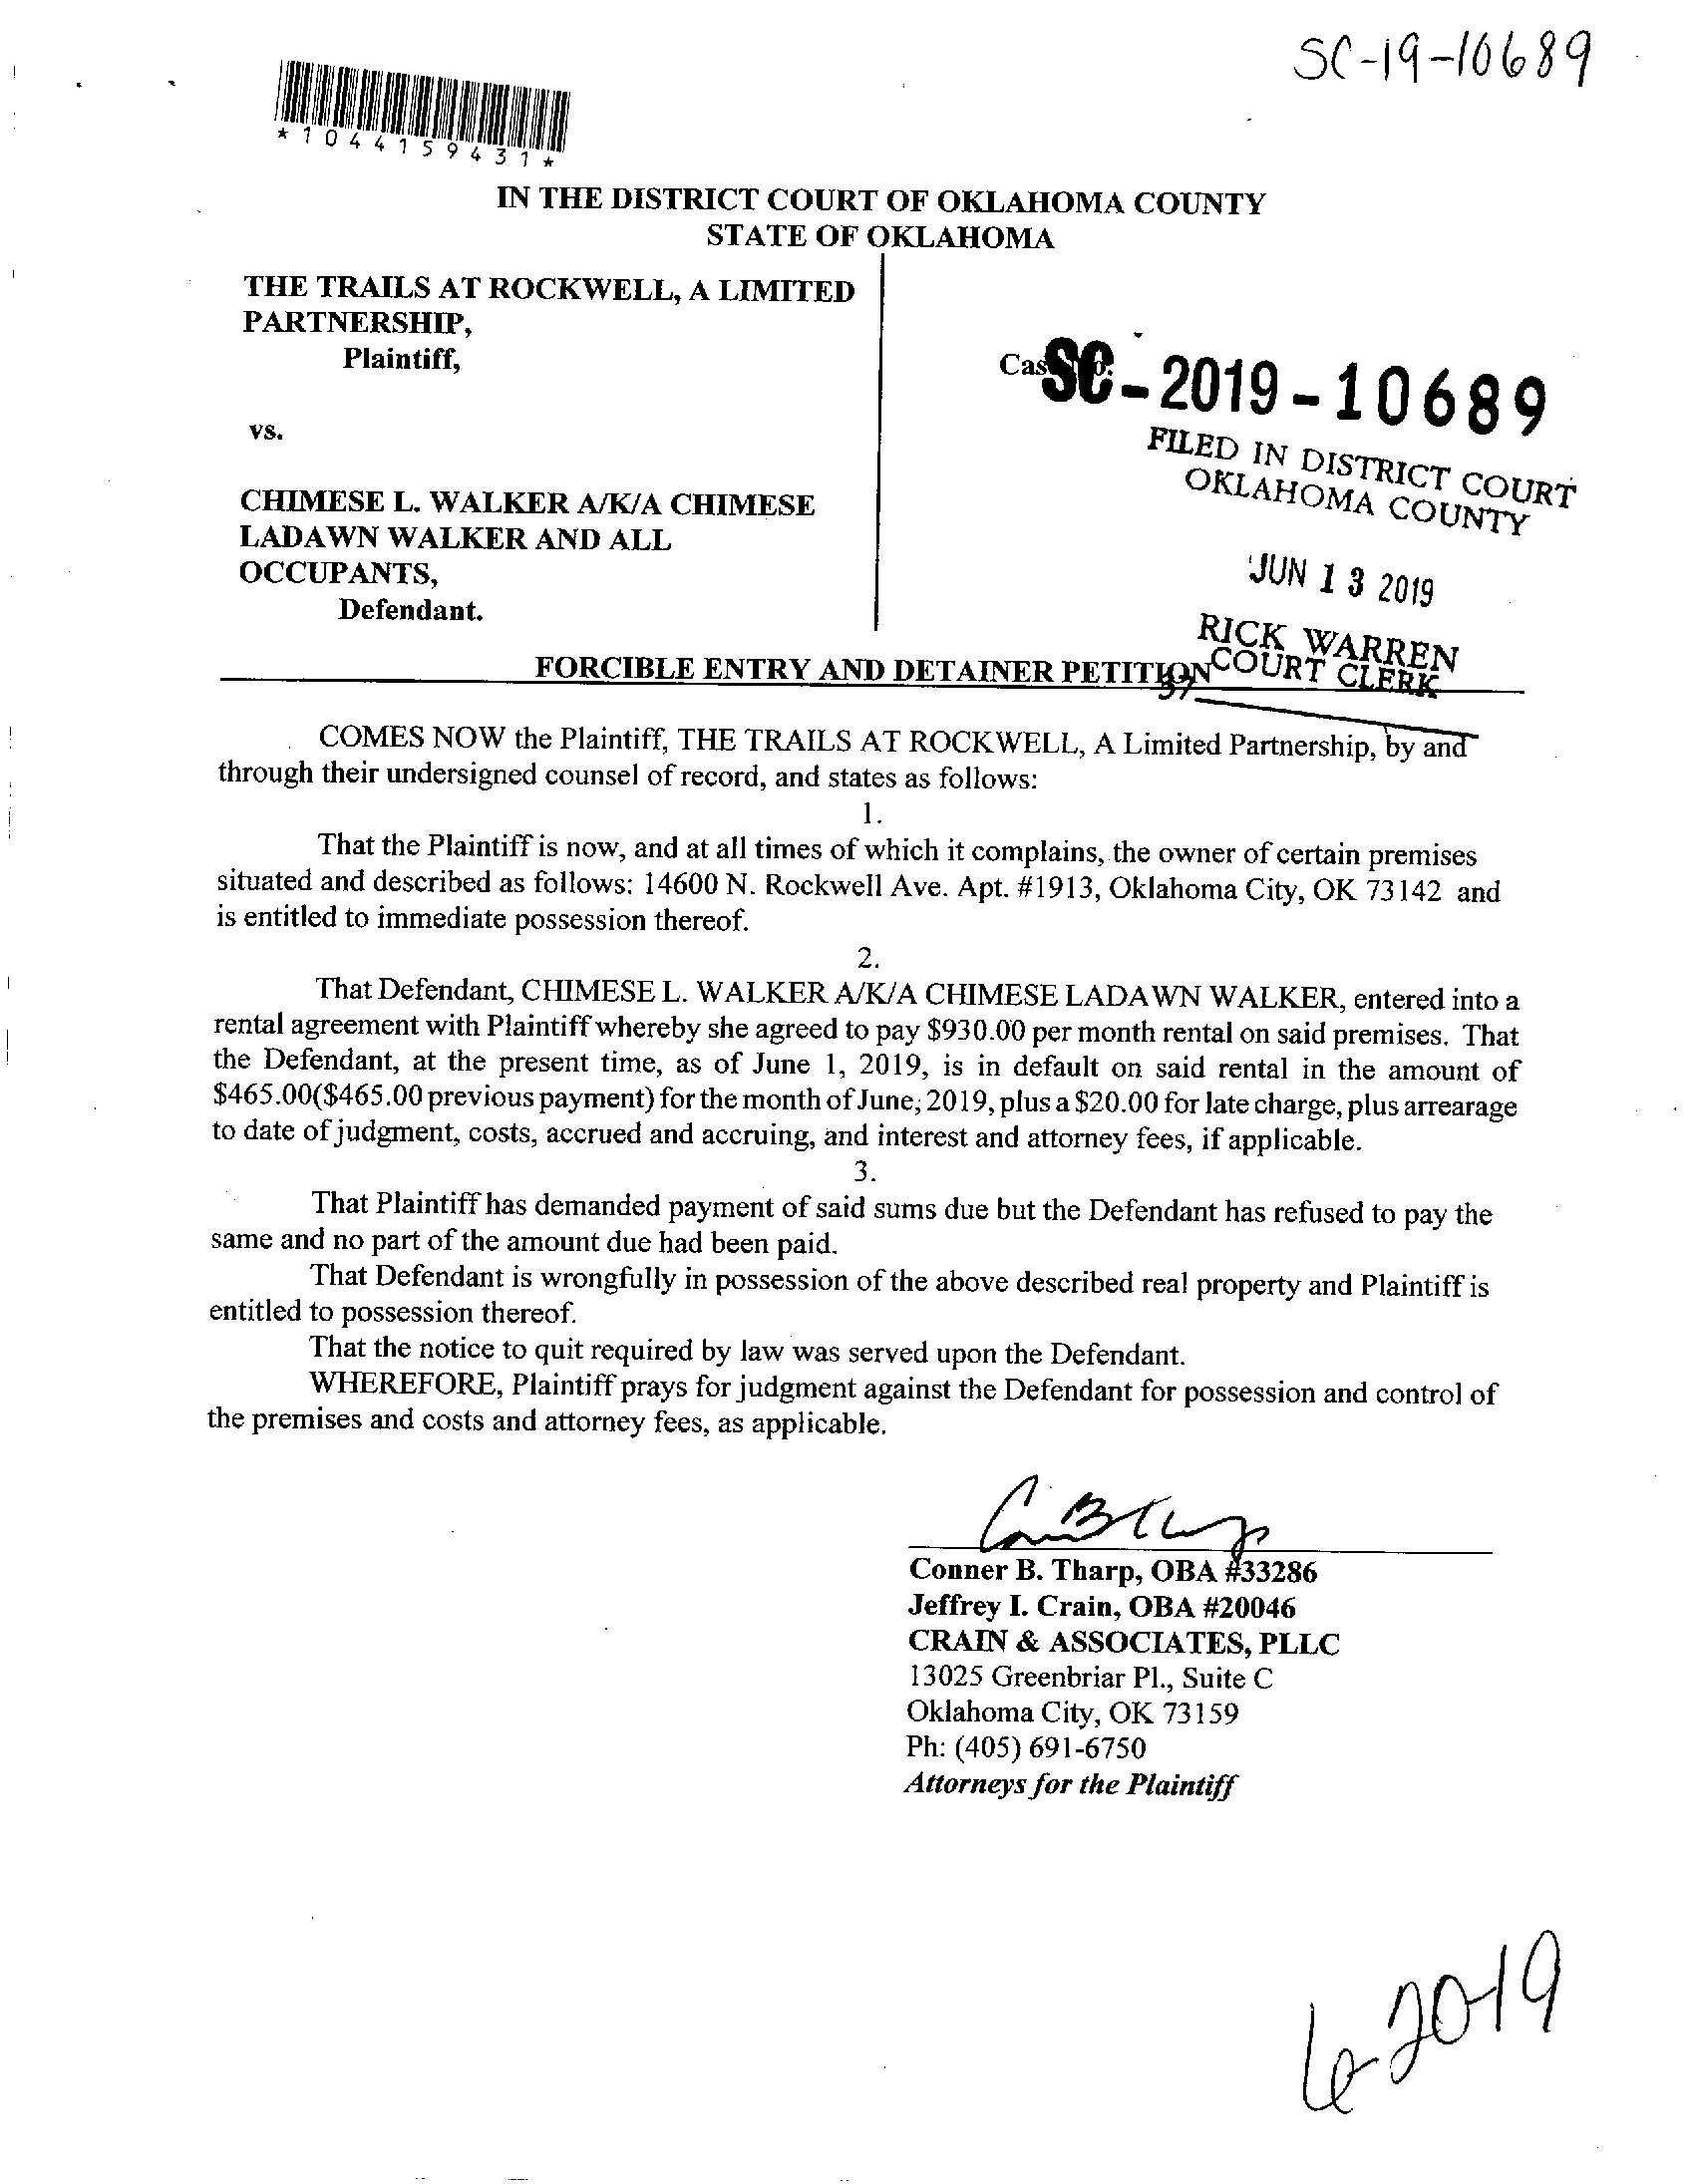 SC-19-10689
*1044159431*
IN THE DISTRICT COURT OF OKLAHOMA COUNTY
STATE OF OKLAHOMA
THE TRAILS AT ROCKWELL, A LIMITED
PARTNERSHIP,
Plaintiff,
vs.
CHIMESE L. WALKER A/K/A CHIMESE
LADAWN WALKER AND ALL
OCCUPANTS,
Defendant.
Case No:
SC-2019-10689
FILED IN DISTRICT COURT
OKLAHOMA COUNTY
JUN 13 2019
RICK WARREN
COURT CLERK
FORCIBLE ENTRY AND DETAINER PETITION
COMES NOW the Plaintiff, THE TRAILS AT ROCKWELL, A Limited Partnership, by and
through their undersigned counsel of record, and states as follows:
1.
That the Plaintiff is now, and at all times of which it complains, the owner of certain premises
situated and described as follows: 14600 N. Rockwell Ave. Apt. #1913, Oklahoma City, OK 73142 and
is entitled to immediate possession thereof.
2.
That Defendant, CHIMESE L. WALKER A/K/A CHIMESE LADAWN WALKER, entered into a
rental agreement with Plaintiff whereby she agreed to pay $930.00 per month rental on said premises. That
the Defendant, at the present time, as of June 1, 2019, is in default on said rental in the amount of
$465.00($465.00 previous payment) for the month of June, 2019, plus a $20.00 for late charge, plus arrearage
to date of judgment, costs, accrued and accruing, and interest and attorney fees, if applicable.
3.
That Plaintiff has demanded payment of said sums due but the Defendant has refused to pay the
same and no part of the amount due had been paid.
That Defendant is wrongfully in possession of the above described real property and Plaintiff is
entitled to possession thereof.
That the notice to quit required by law was served upon the Defendant.
WHEREFORE, Plaintiff prays for judgment against the Defendant for possession and control of
the premises and costs and attorney fees, as applicable.
Conner B. Tharp, OBA #33286
Jeffrey I. Crain, OBA #20046
CRAIN & ASSOCIATES, PLLC
13025 Greenbriar Pl., Suite C
Oklahoma City, OK 73159
Ph: (405) 691-6750
Attorneys for the Plaintiff
6-20-19